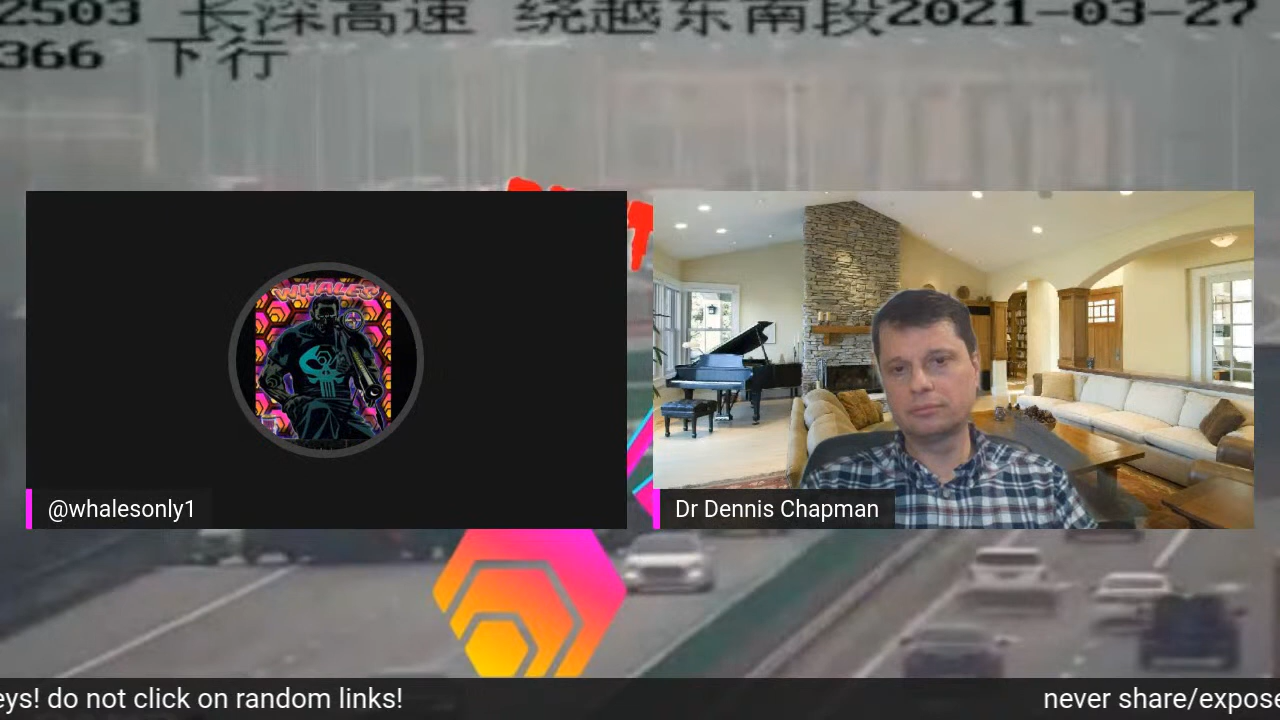 2503 长深高速 绕越东南段2021-03-27
366 下行
WHALES
@whalesonly1
Dr Dennis Chapman
eys! do not click on random links!
never share/expose